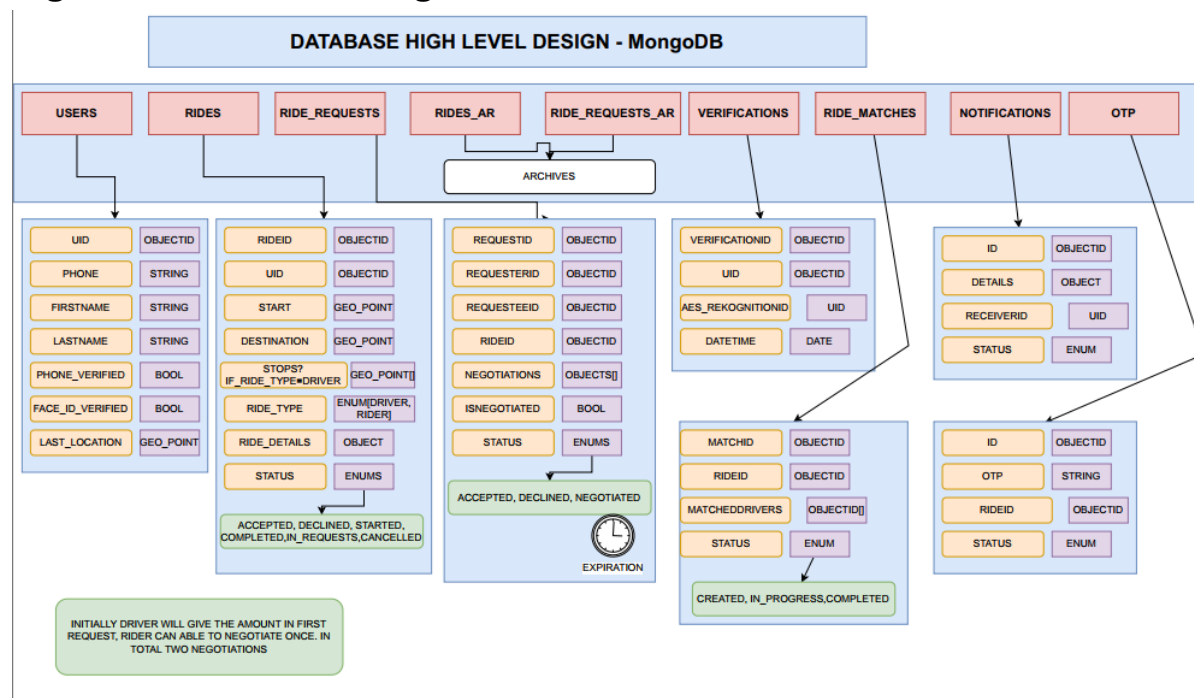 DATABASE HIGH LEVEL DESIGN - MongoDB
USERS
RIDES
RIDE_REQUESTS
RIDES_AR
RIDE_REQUESTS_AR
VERIFICATIONS
RIDE_MATCHES
NOTIFICATIONS
OTP
ARCHIVES
UID
OBJECTID
PHONE
STRING
FIRSTNAME
STRING
LASTNAME
STRING
PHONE_VERIFIED
BOOL
FACE_ID_VERIFIED
BOOL
LAST_LOCATION
GEO_POINT
RIDEID
OBJECTID
UID
OBJECTID
START
GEO_POINT
DESTINATION
GEO_POINT
STOPS?
IF_RIDE_TYPE=DRIVER
GEO_POINT[]
RIDE_TYPE
ENUM[DRIVER,
RIDER]
RIDE_DETAILS
OBJECT
STATUS
ENUMS
ACCEPTED, DECLINED, STARTED,
COMPLETED,IN_REQUESTS,CANCELLED
REQUESTID
OBJECTID
REQUESTERID
OBJECTID
REQUESTEEID
OBJECTID
RIDEID
OBJECTID
NEGOTIATIONS
OBJECTS[]
ISNEGOTIATED
BOOL
STATUS
ENUMS
ACCEPTED, DECLINED, NEGOTIATED
EXPIRATION
VERIFICATIONID
OBJECTID
UID
OBJECTID
AES_REKOGNITIONID
UID
DATETIME
DATE
MATCHID
OBJECTID
RIDEID
OBJECTID
MATCHEDDRIVERS
OBJECTID[]
STATUS
ENUM
CREATED, IN_PROGRESS,COMPLETED
ID
OBJECTID
DETAILS
OBJECT
RECEIVERID
UID
STATUS
ENUM
ID
OBJECTID
OTP
STRING
RIDEID
OBJECTID
STATUS
ENUM
INITIALLY DRIVER WILL GIVE THE AMOUNT IN FIRST
REQUEST, RIDER CAN ABLE TO NEGOTIATE ONCE. IN
TOTAL TWO NEGOTIATIONS